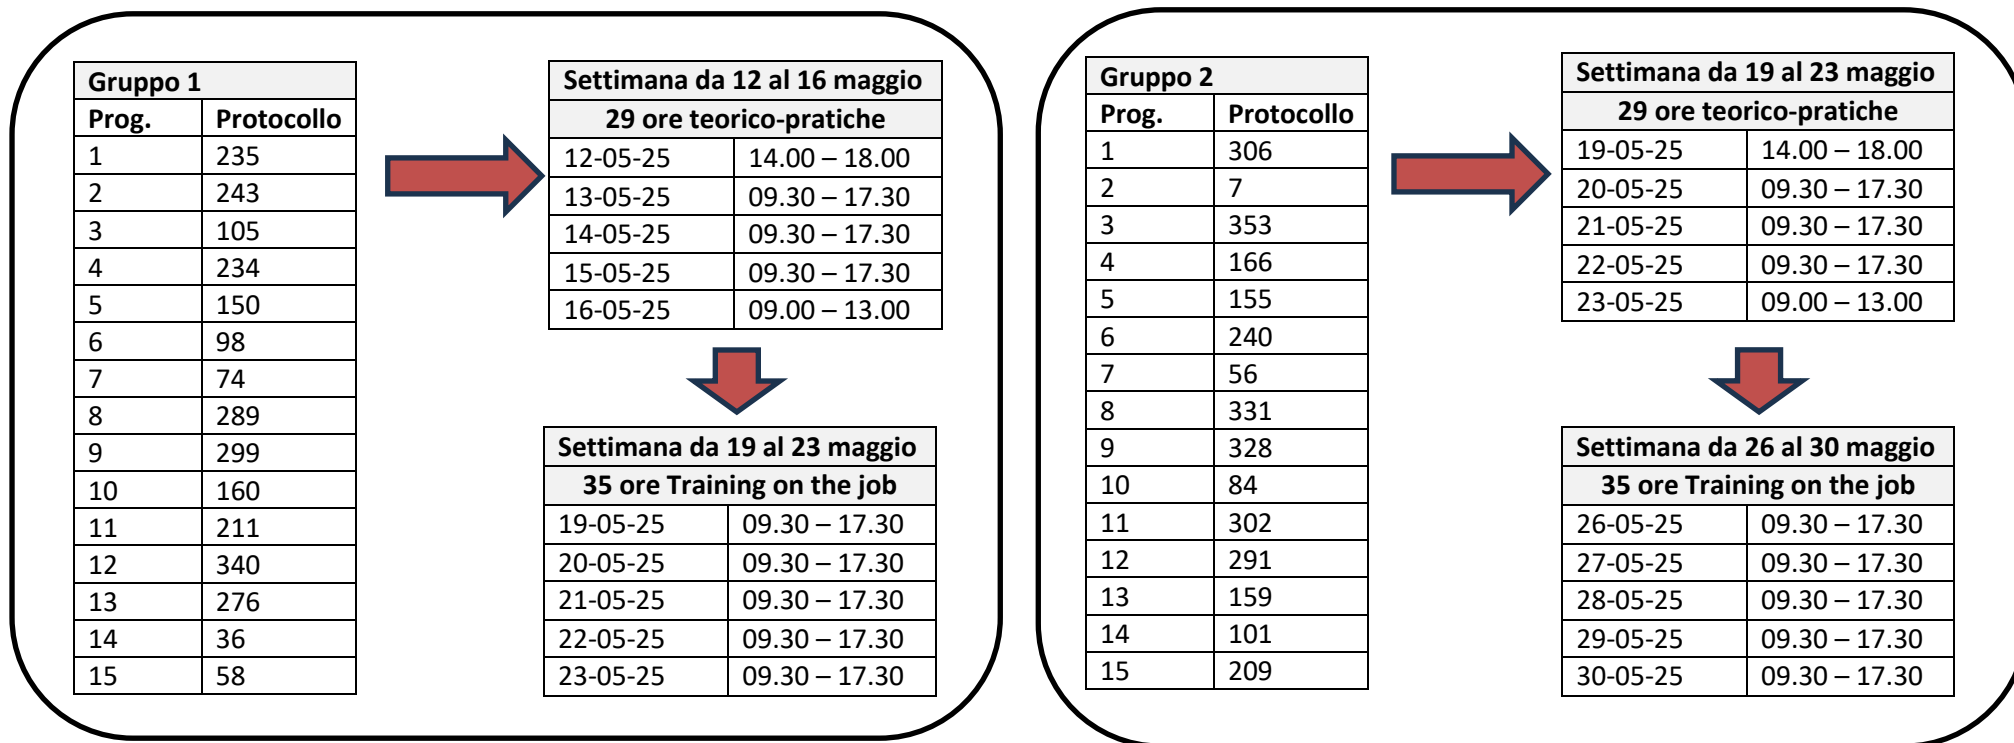 Gruppo 1
Prog. Protocollo
1 235
2 243
3 105
4 234
5 150
6 98
7 74
8 289
9 299
10 160
11 211
12 340
13 276
14 36
15 58
Settimana da 12 al 16 maggio
29 ore teorico-pratiche
12-05-25 14.00 – 18.00
13-05-25 09.30 – 17.30
14-05-25 09.30 – 17.30
15-05-25 09.30 – 17.30
16-05-25 09.00 – 13.00
Settimana da 19 al 23 maggio
35 ore Training on the job
19-05-25 09.30 – 17.30
20-05-25 09.30 – 17.30
21-05-25 09.30 – 17.30
22-05-25 09.30 – 17.30
23-05-25 09.30 – 17.30
Gruppo 2
Prog. Protocollo
1 306
2 7
3 353
4 166
5 155
6 240
7 56
8 331
9 328
10 84
11 302
12 291
13 159
14 101
15 209
Settimana da 19 al 23 maggio
29 ore teorico-pratiche
19-05-25 14.00 – 18.00
20-05-25 09.30 – 17.30
21-05-25 09.30 – 17.30
22-05-25 09.30 – 17.30
23-05-25 09.00 – 13.00
Settimana da 26 al 30 maggio
35 ore Training on the job
26-05-25 09.30 – 17.30
27-05-25 09.30 – 17.30
28-05-25 09.30 – 17.30
29-05-25 09.30 – 17.30
30-05-25 09.30 – 17.30